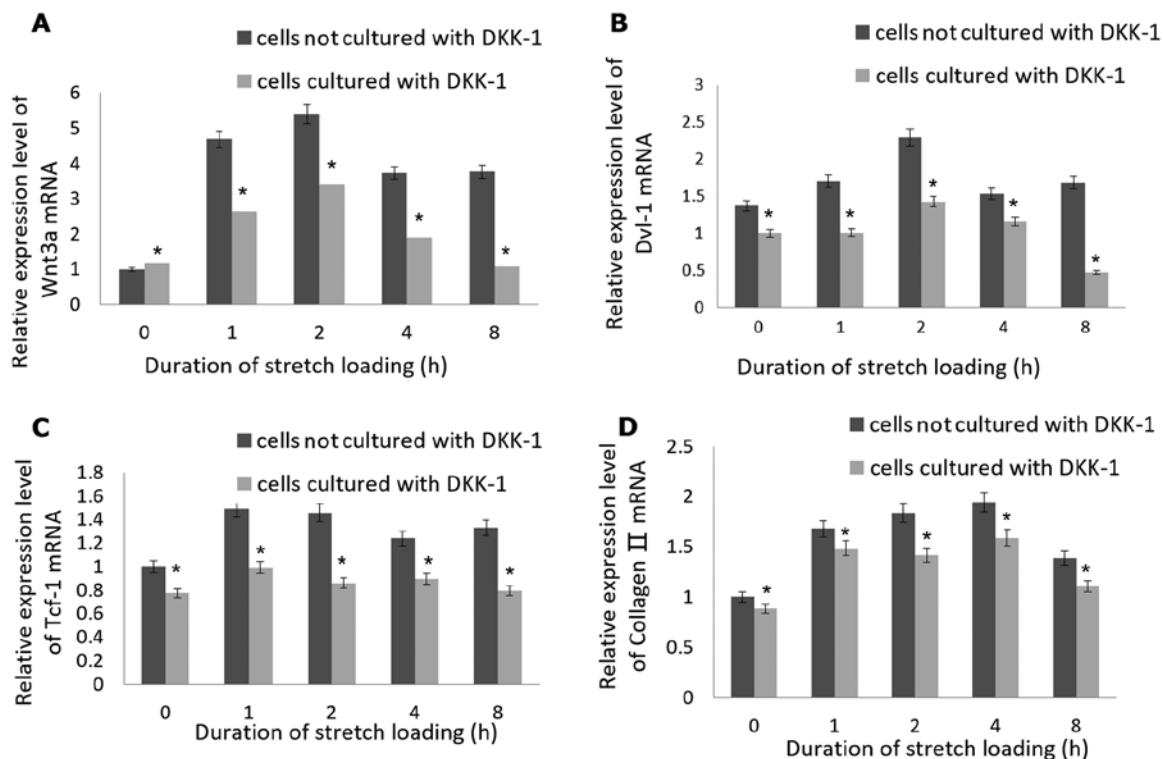 A
cells not cultured with DKK-1
cells cultured with DKK-1
Relative expression level of
Wnt3a mRNA
6
5
4
3
2
1
0
*
*
*
*
*
0 1 2 4 8
Duration of stretch loading (h)
B
cells not cultured with DKK-1
cells cultured with DKK-1
Relative expression level of
Dvl-1 mRNA
3
2.5
2
1.5
1
0.5
0
*
*
*
*
*
0 1 2 4 8
Duration of stretch loading (h)
C
cells not cultured with DKK-1
cells cultured with DKK-1
Relative expression level
of Tcf-1 mRNA
1.8
1.6
1.4
1.2
1
0.8
0.6
0.4
0.2
0
*
*
*
*
*
0 1 2 4 8
Duration of stretch loading (h)
D
cells not cultured with DKK-1
cells cultured with DKK-1
Relative expression level
of Collagen II mRNA
2.5
2
1.5
1
0.5
0
*
*
*
*
*
0 1 2 4 8
Duration of stretch loading (h)